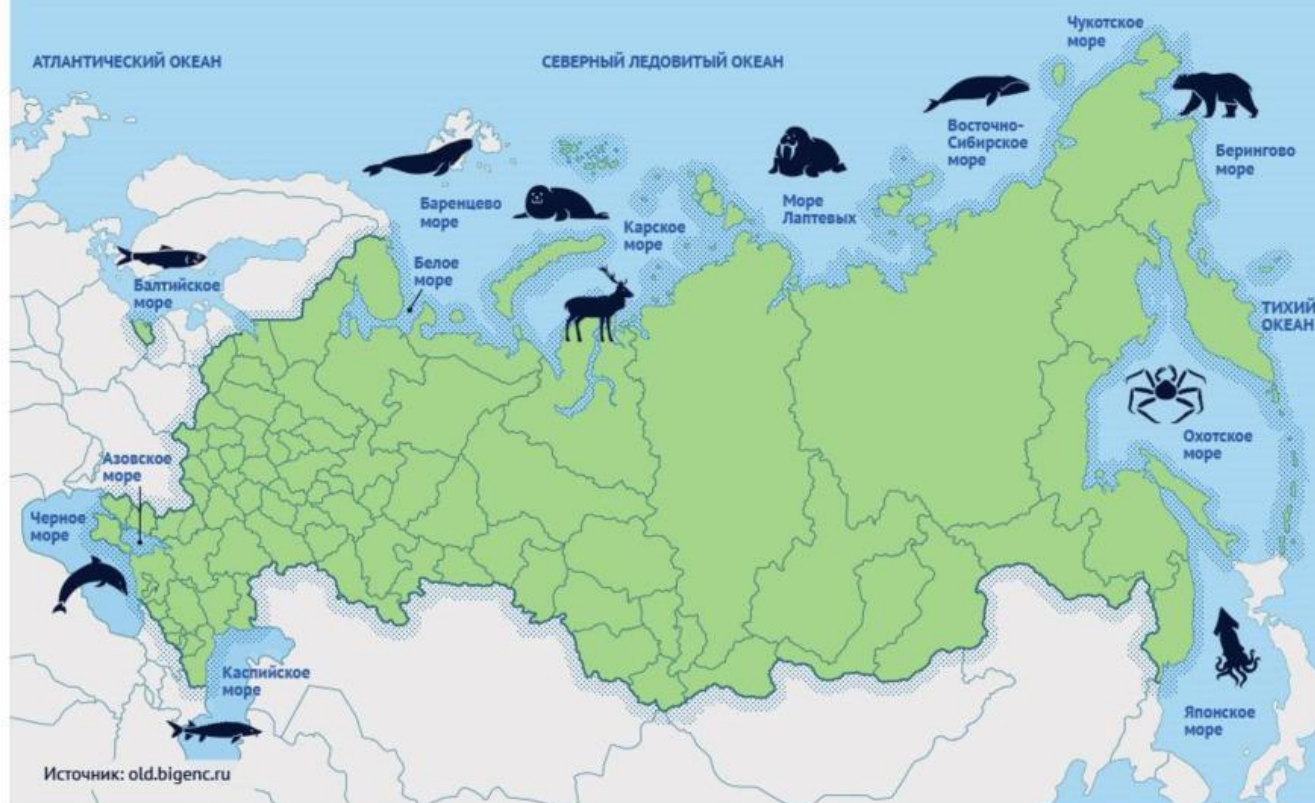 Чукотское
море
АТЛАНТИЧЕСКИЙ ОКЕАН
СЕВЕРНЫЙ ЛЕДОВИТЫЙ ОКЕАН
Восточно-
Сибирское
море
Берингово
море
Баренцево
море
Море
Лаптевых
Карское
море
Белое
море
Балтийское
море
ТИХИЙ
ОКЕАН
Охотское
море
Азовское
море
Черное
море
Каспийское
море
Японское
море
Источник: old.bigenc.ru